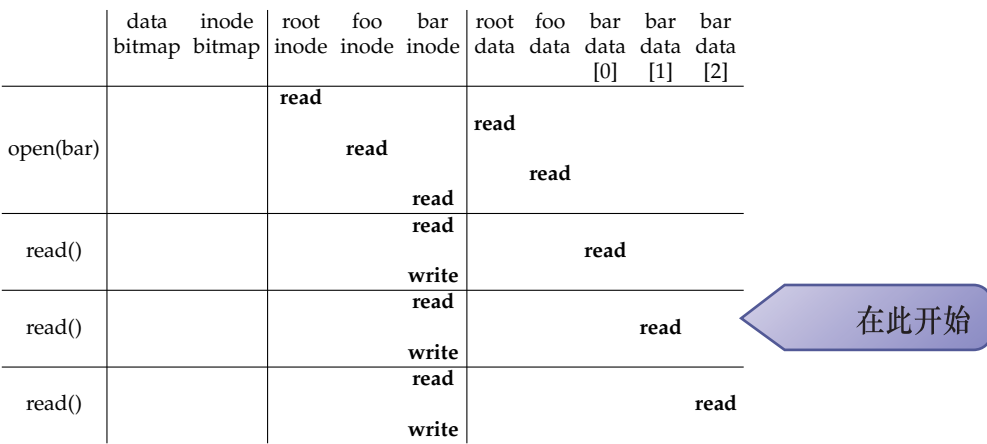 data inode root foo bar root foo bar bar bar
bitmap bitmap inode inode inode data data data data data
[0] [1] [2]
read
read
open(bar) read
read
read
read
read() read
write
read
read() read
write
read
read() read
write
在此开始